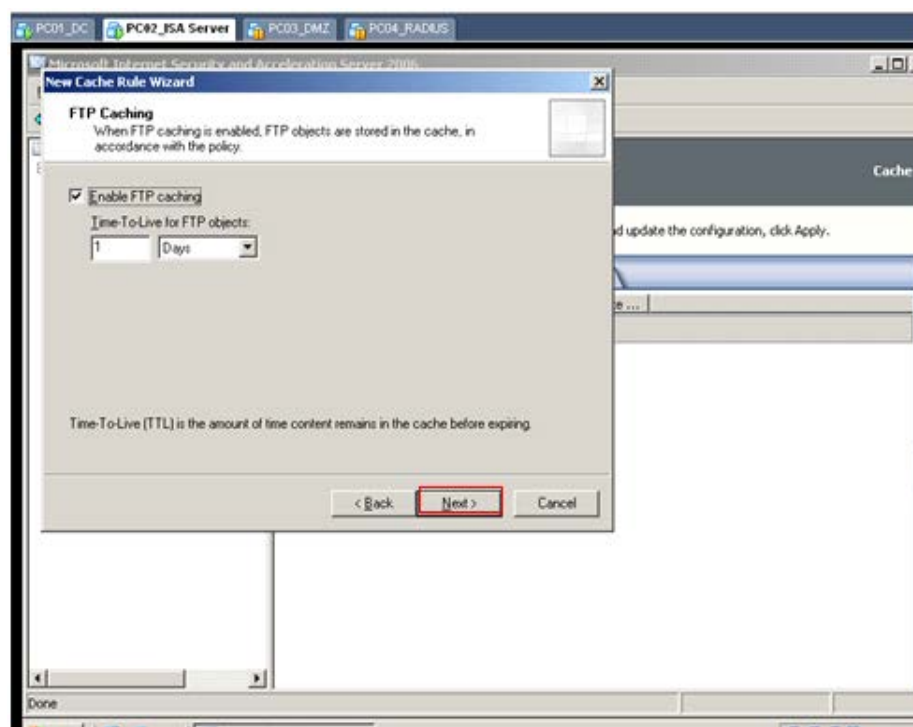 PC01_DC PC02_ISA Server PC03_DMZ PC04_RADIUS
Microsoft Internet Security and Acceleration Server 2006
New Cache Rule Wizard
FTP Caching
When FTP caching is enabled, FTP objects are stored in the cache, in
accordance with the policy.
Cache
Enable FTP caching
Time-To-Live for FTP objects:
1 Days
update the configuration, click Apply.
Time-To-Live (TTL) is the amount of time content remains in the cache before expiring.
< Back Next > Cancel
Done